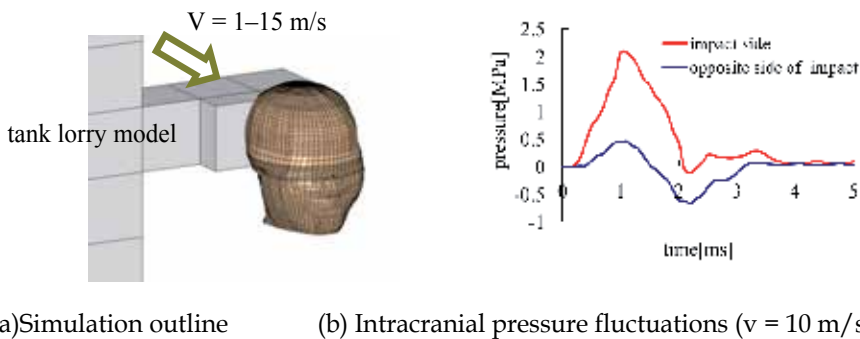 V = 1–15 m/s
tank lorry model
2.5
2
1.5
1
0.5
0
-0.5
-1
pressure[MPa]
impact side
opposite side of impact
0 1 2 3 4 5
time[ms]
a)Simulation outline
(b) Intracranial pressure fluctuations (v = 10 m/s